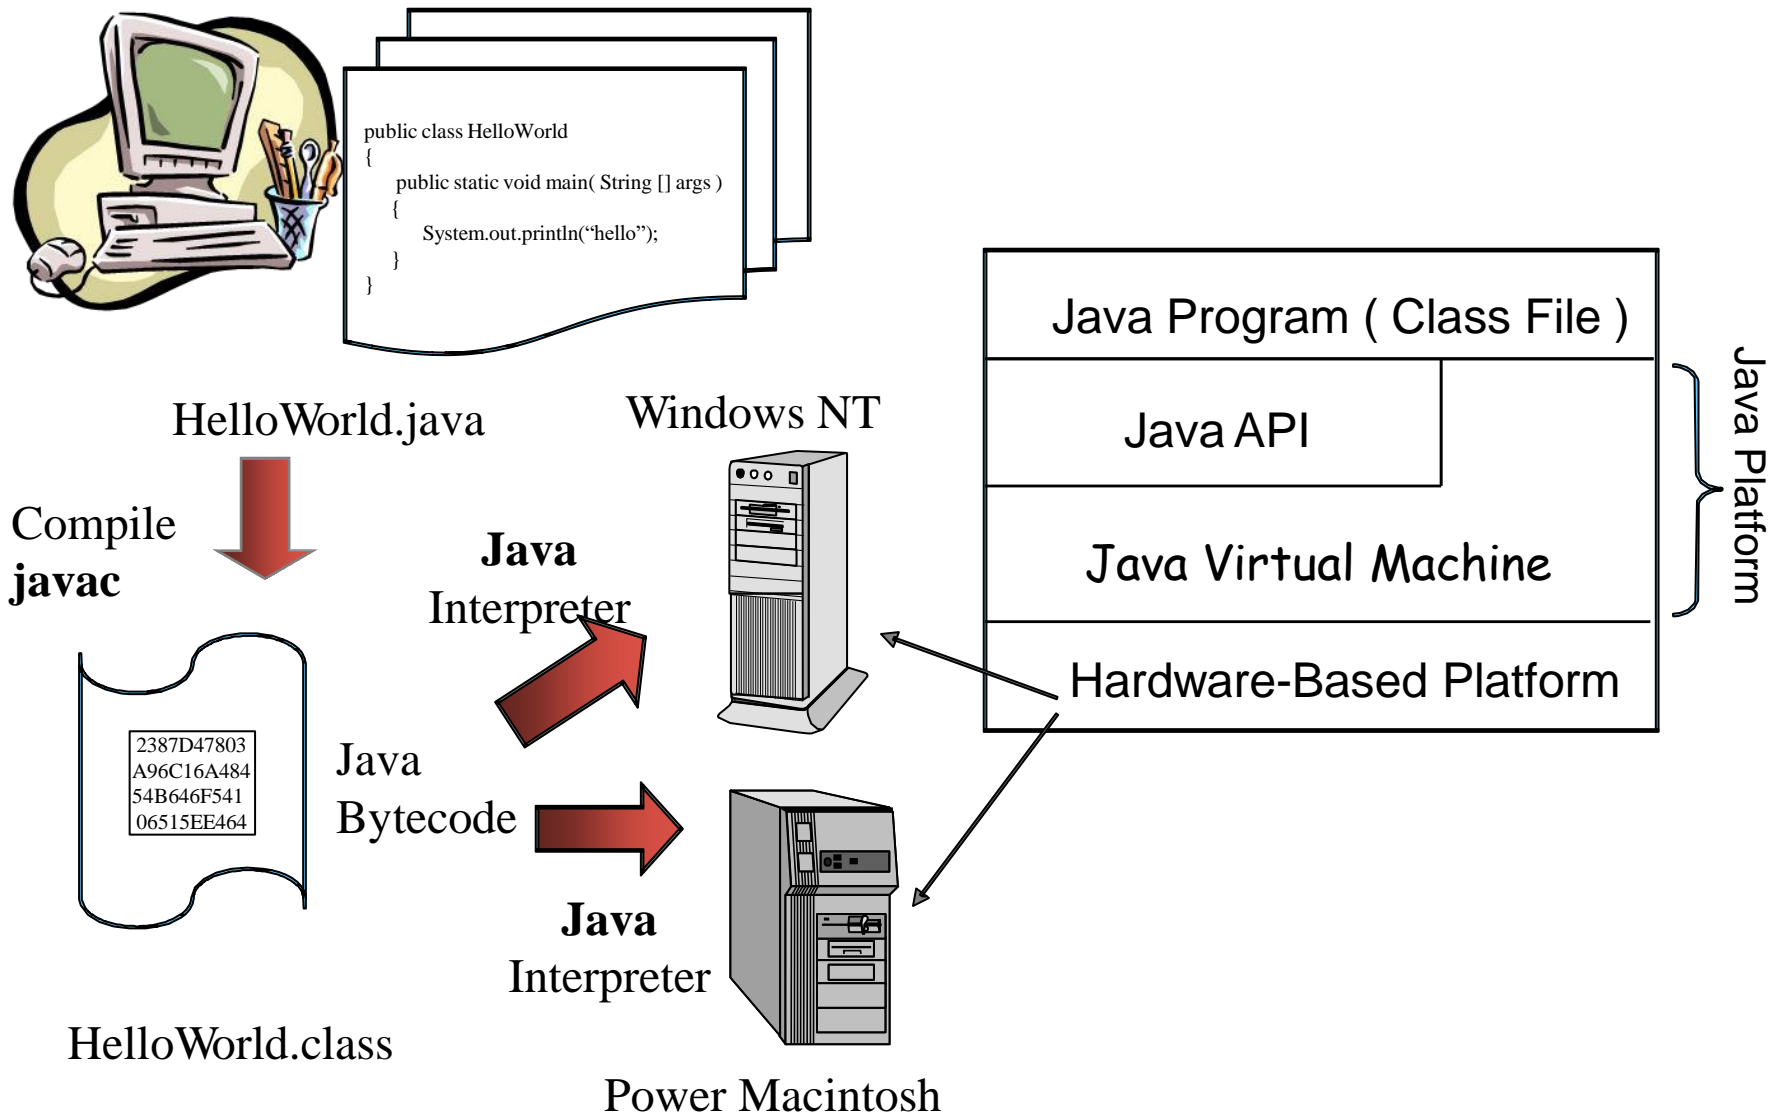 public class HelloWorld
{
public static void main( String [] args )
{
System.out.println(“hello”);
}
}
HelloWorld.java
Compile
javac
2387D47803
A96C16A484
54B646F541
06515EE464
Java
Bytecode
HelloWorld.class
Java
Interpreter
Windows NT
Java
Interpreter
Power Macintosh
Java Program ( Class File )
Java API
Java Virtual Machine
Hardware-Based Platform
Java Platform